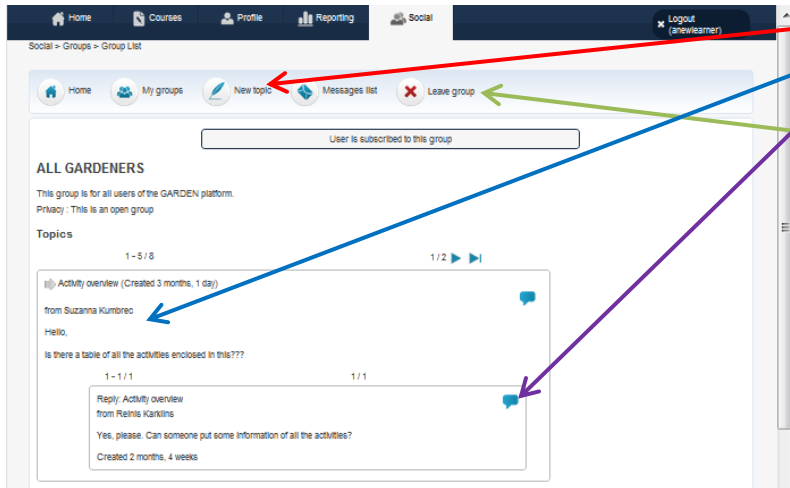 Home Courses Profile Reporting Social Logout
(anewlearner)
Social > Groups > Group List
Home My groups New topic Messages list Leave group
User is subscribed to this group
ALL GARDENERS
This group is for all users of the GARDEN platform.
Privacy : This is an open group
Topics
1 - 5 / 8 1 / 2
Activity overview (Created 3 months, 1 day)
from Suzanna Kumbrec
Hello,
Is there a table of all the activities enclosed in this???
1 - 1 / 1 1 / 1
Reply: Activity overview
from Reinis Karklins
Yes, please. Can someone put some information of all the activities?
Created 2 months, 4 weeks